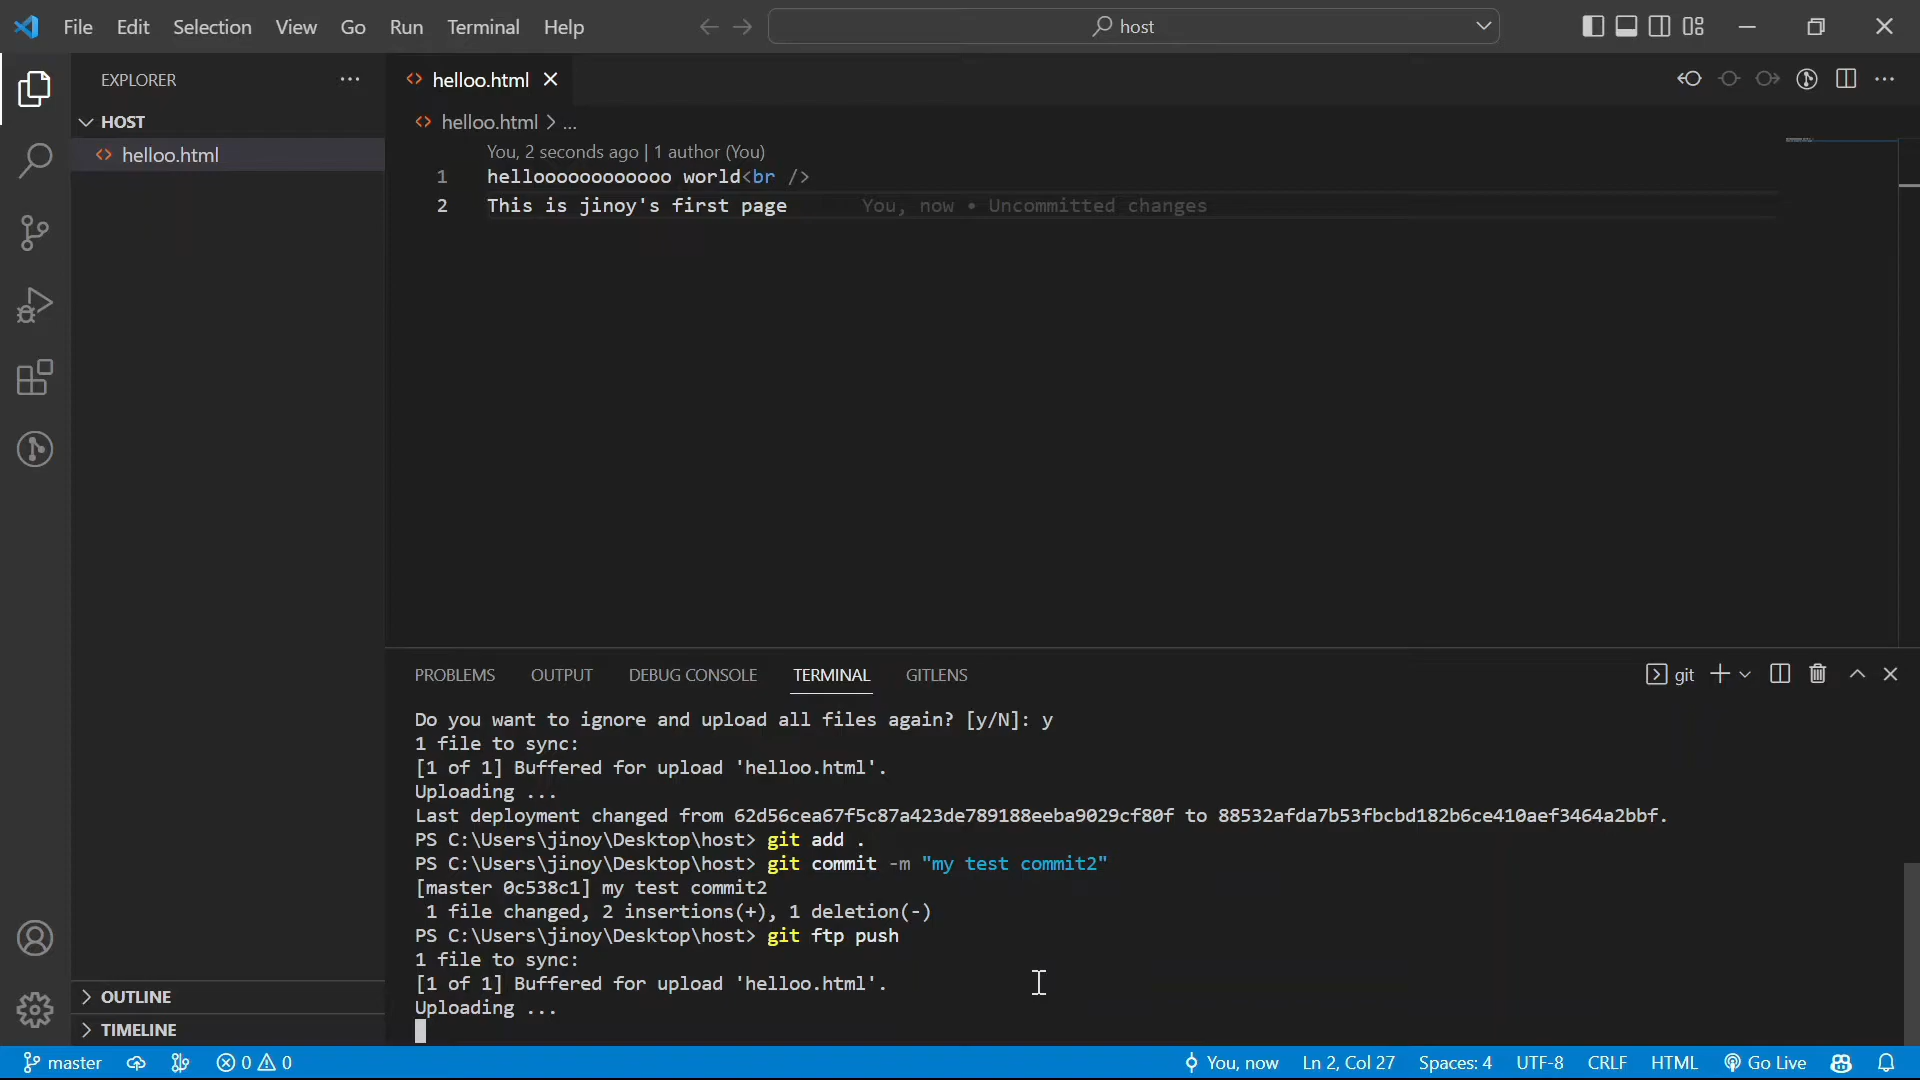 File Edit Selection View Go Run Terminal Help host
EXPLORER
helloo.html
HOST
helloo.html > ...
helloo.html
You, 2 seconds ago | 1 author (You)
1 helloooooooooooo world<br />
2 This is jinoy's first page You, now • Uncommitted changes
PROBLEMS OUTPUT DEBUG CONSOLE TERMINAL GITLENS git
Do you want to ignore and upload all files again? [y/N]: y
1 file to sync:
[1 of 1] Buffered for upload 'helloo.html'.
Uploading ...
Last deployment changed from 62d56cea67f5c87a423de789188eeba9029cf80f to 88532afda7b53fbcbd182b6ce410aef3464a2bbf.
PS C:\Users\jinoy\Desktop\host> git add .
PS C:\Users\jinoy\Desktop\host> git commit -m "my test commit2"
[master 0c538c1] my test commit2
1 file changed, 2 insertions(+), 1 deletion(-)
PS C:\Users\jinoy\Desktop\host> git ftp push
1 file to sync:
[1 of 1] Buffered for upload 'helloo.html'.
Uploading ...
OUTLINE
TIMELINE
master 0 0 You, now Ln 2, Col 27 Spaces: 4 UTF-8 CRLF HTML Go Live